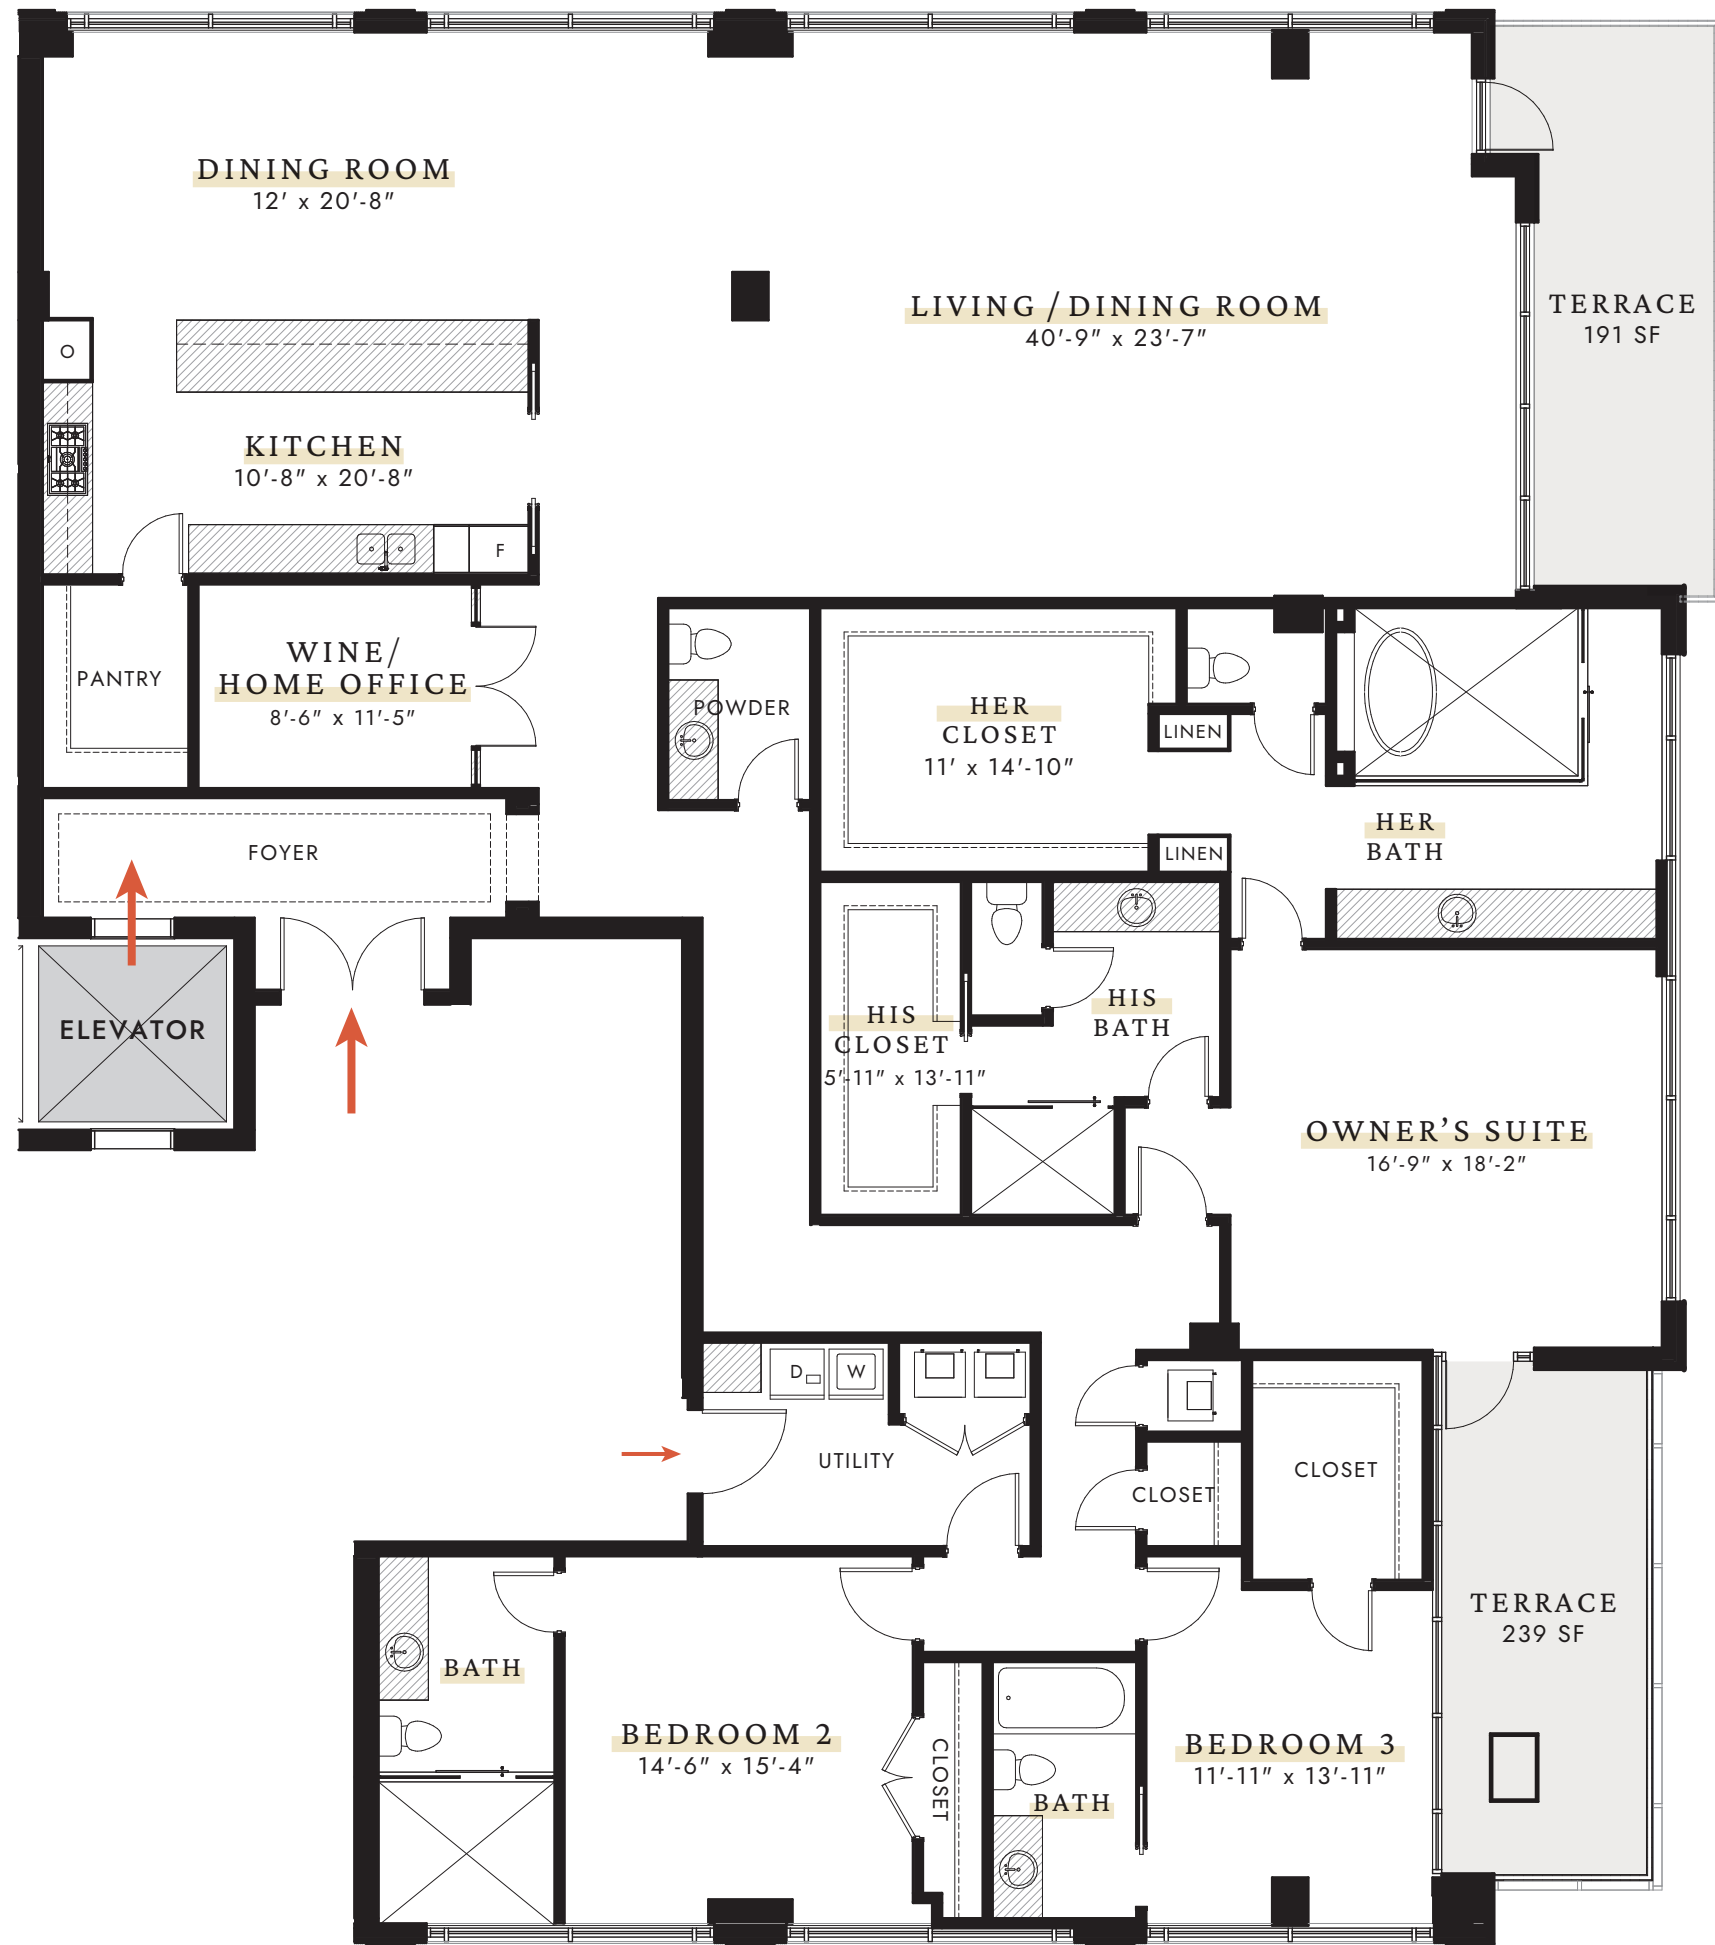 DINING ROOM
12' x 20'-8"
LIVING / DINING ROOM
40'-9" x 23'-7"
TERRACE
191 SF
KITCHEN
10'-8" x 20'-8"
F
PANTRY
WINE/
HOME OFFICE
8'-6" x 11'-5"
POWDER
HER
CLOSET
11' x 14'-10"
LINEN
LINEN
HER
BATH
FOYER
ELEVATOR
HIS
CLOSET
5'-11" x 13'-11"
HIS
BATH
OWNER'S SUITE
16'-9" x 18'-2"
D
W
UTILITY
CLOSET
CLOSET
TERRACE
239 SF
BATH
BEDROOM 2
14'-6" x 15'-4"
CLOSET
BATH
BEDROOM 3
11'-11" x 13'-11"